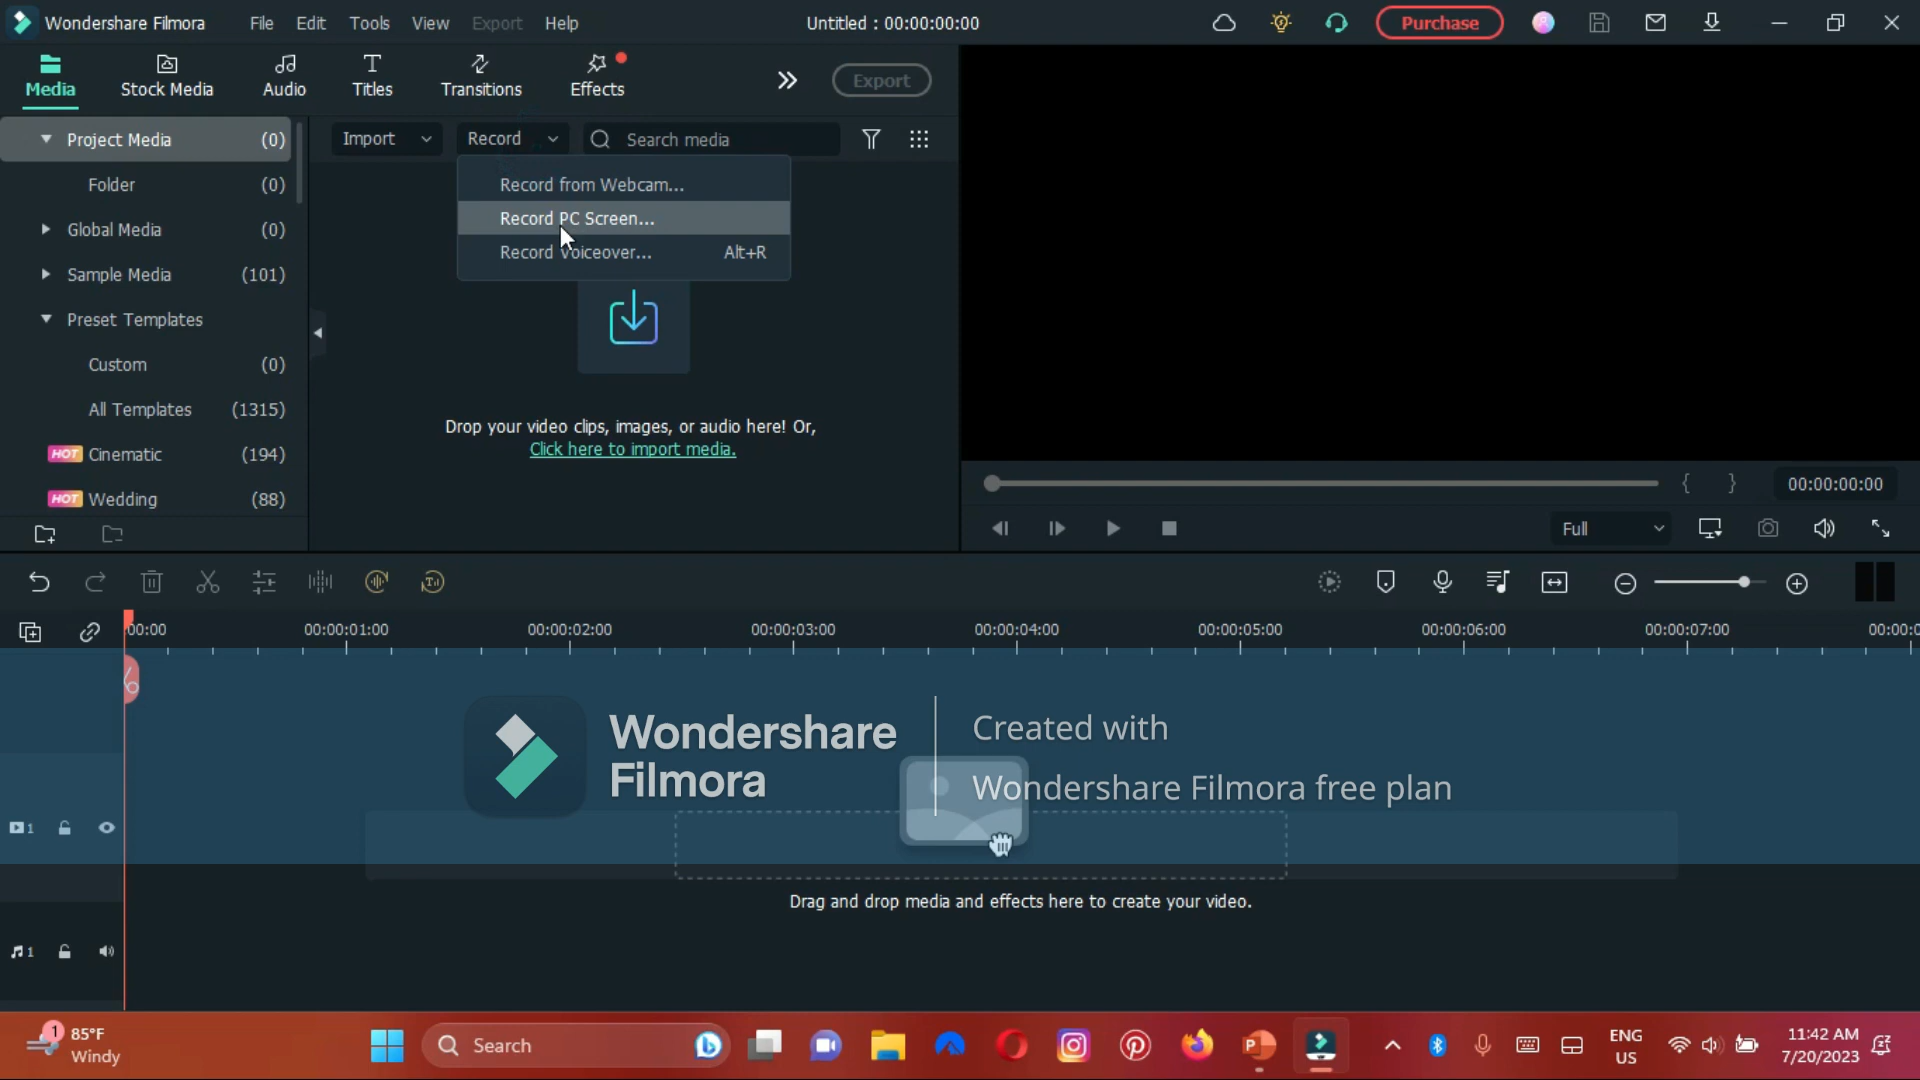 Wondershare Filmora File Edit Tools View Export Help Untitled : 00:00:00:00 Purchase
Media Stock Media Audio Titles Transitions Effects Export
Project Media (0) Import Record Search media
Folder (0) Record from Webcam...
Record PC Screen...
Global Media (0)
Record Voiceover... Alt+R
Sample Media (101)
Preset Templates
Custom (0)
All Templates (1315)
Drop your video clips, images, or audio here! Or,
Click here to import media.
HOT Cinematic (194)
HOT Wedding (88)
00:00:00:00
Full
:00:00 00:00:01:00 00:00:02:00 00:00:03:00 00:00:04:00 00:00:05:00 00:00:06:00 00:00:07:00 00:00:0
Wondershare
Filmora
Created with
Wondershare Filmora free plan
1
Drag and drop media and effects here to create your video.
1
1 85°F
Windy
Search
ENG
US
11:42 AM
7/20/2023